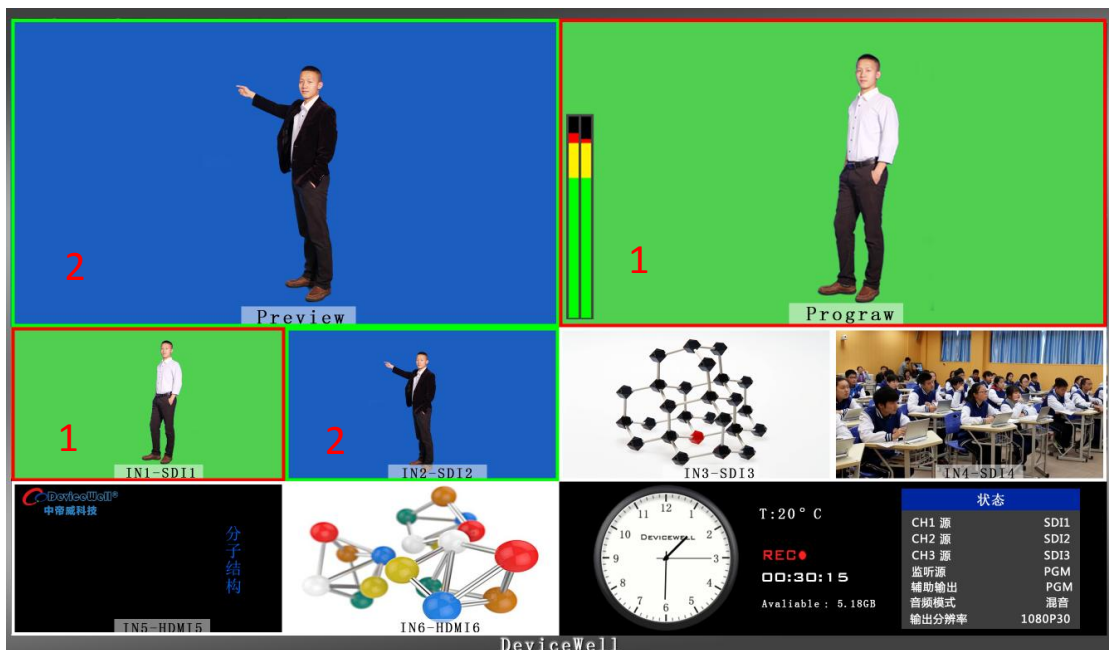 2
Preview
1
Prograw
1
IN1-SDI1
2
IN2-SDI2
IN3-SDI3
IN4-SDI4
DeviceWell®
中帝威科技
分子结构
IN5-HDMI5
IN6-HDMI6
12
1
2
3
4
5
6
7
8
9
10
11
DEVICEWELL
T:20°C
REC
00:30:15
Avaliable: 5.18GB
状态
CH1 源 SDI1
CH2 源 SDI2
CH3 源 SDI3
监听源 PGM
辅助输出 PGM
音频模式 混音
输出分辨率 1080P30
DeviceWell